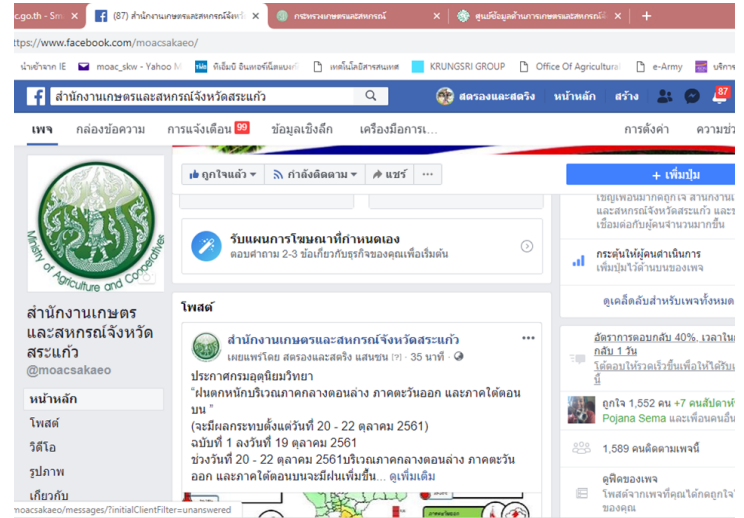 c.go.th - Sm
(87) สำนักงานเกษตรและสหกรณ์จังหวั
กระทรวงเกษตรและสหกรณ์
ศูนย์ข้อมูลด้านการเกษตรและสหกรณ์
ttps://www.facebook.com/moacsakaeo/
นำเข้าจาก IE
moac_skw - Yahoo M
ทีเอ็มบี อินเทอร์เน็ตแบงก์
เทคโนโลยีสารสนเทศ
KRUNGSRI GROUP
Office Of Agricultural
e-Army
บริการ
สำนักงานเกษตรและสหกรณ์จังหวัดสระแก้ว
สดรองและสตริง หน้าหลัก สร้าง 87
เพจ กล่องข้อความ การแจ้งเตือน 99 ข้อมูลเชิงลึก เครื่องมือการเ... การตั้งค่า ความช่ว
Ministry of Agriculture and Cooperatives
สำนักงานเกษตร
และสหกรณ์จังหวัด
สระแก้ว
@moacsakaeo
หน้าหลัก
โพสต์
วิดีโอ
รูปภาพ
เกี่ยวกับ
moacsakaeo/messages/?initialClientFilter=unanswered
ถูกใจแล้ว กำลังติดตาม แชร์ ...
รับแผนการโฆษณาที่กำหนดเอง
ตอบคำถาม 2-3 ข้อเกี่ยวกับธุรกิจของคุณเพื่อเริ่มต้น
โพสต์
สำนักงานเกษตรและสหกรณ์จังหวัดสระแก้ว
เผยแพร่โดย สดรองและสตริง แสนซน [?] · 35 นาที ·
ประกาศกรมอุตุนิยมวิทยา
"ฝนตกหนักบริเวณภาคกลางตอนล่าง ภาคตะวันออก และภาคใต้ตอน
บน "
(จะมีผลกระทบตั้งแต่วันที่ 20 - 22 ตุลาคม 2561)
ฉบับที่ 1 ลงวันที่ 19 ตุลาคม 2561
ช่วงวันที่ 20 - 22 ตุลาคม 2561บริเวณภาคกลางตอนล่าง ภาคตะวัน
ออก และภาคใต้ตอนบนจะมีฝนเพิ่มขึ้น... ดูเพิ่มเติม
+ เพิ่มปุ่ม
เชิญเพื่อนมากดถูกใจ สำนักงานเ
และสหกรณ์จังหวัดสระแก้ว และช
เชื่อมต่อกับผู้คนจำนวนมากขึ้น
กระตุ้นให้ผู้คนดำเนินการ
เพิ่มปุ่มไว้ด้านบนของเพจ
ดูเคล็ดลับสำหรับเพจทั้งหมด
อัตราการตอบกลับ 40%, เวลาใน
กลับ 1 วัน
โต้ตอบให้รวดเร็วขึ้นเพื่อให้ได้รับเ
นี้
ถูกใจ 1,552 คน +7 คนสัปดาห์
Pojana Sema และเพื่อนคนอื่
1,589 คนติดตามเพจนี้
ดูฟีดของเพจ
โพสต์จากเพจที่คุณได้กดถูกใจใ
ของคุณ